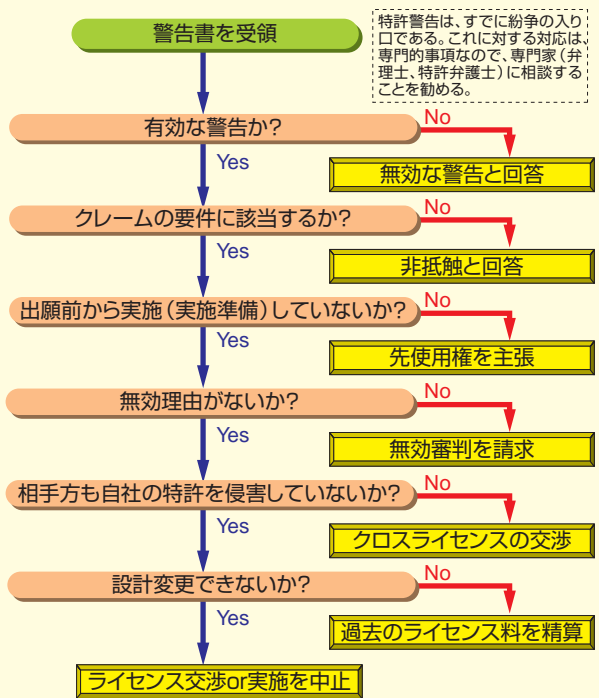 警告書を受領
特許警告は、すでに紛争の入り
口である。これに対する対応は、
専門的事項なので、専門家（弁
理士、特許弁護士）に相談する
ことを勧める。
有効な警告か?
No
Yes
無効な警告と回答
クレームの要件に該当するか?
No
Yes
非抵触と回答
出願前から実施（実施準備）していないか?
No
Yes
先使用権を主張
無効理由がないか?
No
Yes
無効審判を請求
相手方も自社の特許を侵害していないか?
No
Yes
クロスライセンスの交渉
設計変更できないか?
No
Yes
過去のライセンス料を精算
ライセンス交渉or実施を中止